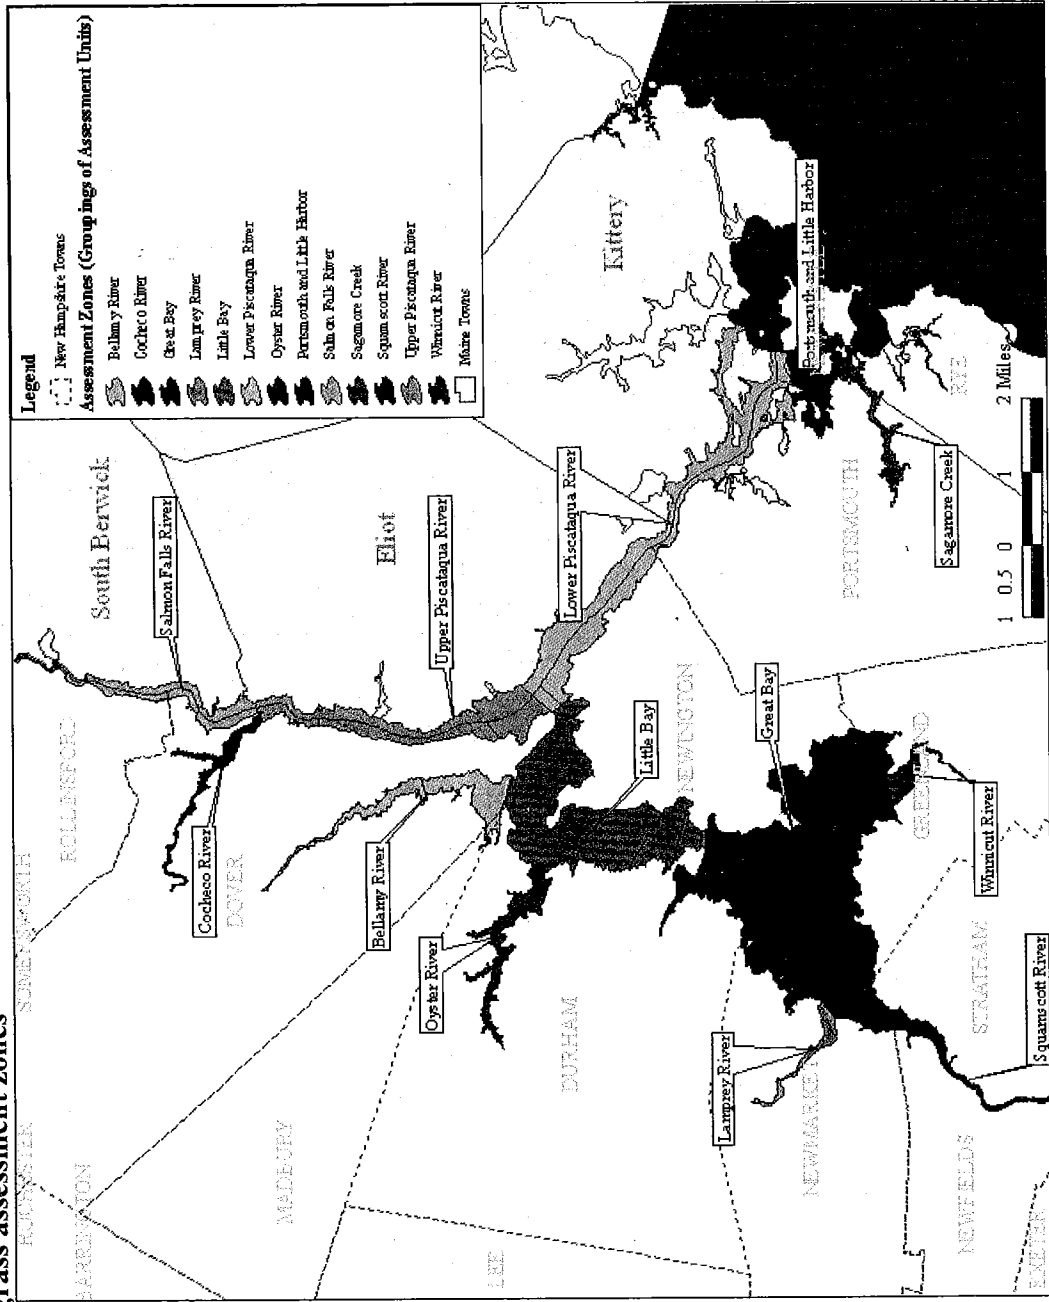 rass assessment zones
Legend
New Hampshire Towns
Assessment Zones (Groupings of Assessment Units)
Bellamy River
Cocheco River
Great Bay
Lamprey River
Little Bay
Lower Piscataqua River
Oyster River
Portsmouth and Little Harbor
Salmon Falls River
Sagamore Creek
Squamscott River
Upper Piscataqua River
Winnicut River
Maine Towns
ROCHESTER
SOMERSWORTH
ROLLINSFORD
South Berwick
BARRINGTON
Salmon Falls River
Cocheco River
DOVER
MADBURY
Bellamy River
Eliot
Upper Piscataqua River
Oyster River
LEE
DURHAM
Lower Piscataqua River
Kittery
Little Bay
NEWINGTON
Lamprey River
Great Bay
Portsmouth and Little Harbor
NEWMARKET
PORTSMOUTH
GREENLAND
Sagamore Creek
RYE
Winnicut River
STRATHAM
NEWFIELDS
Squamscott River
EXETER
1 0.5 0 1 2 Miles